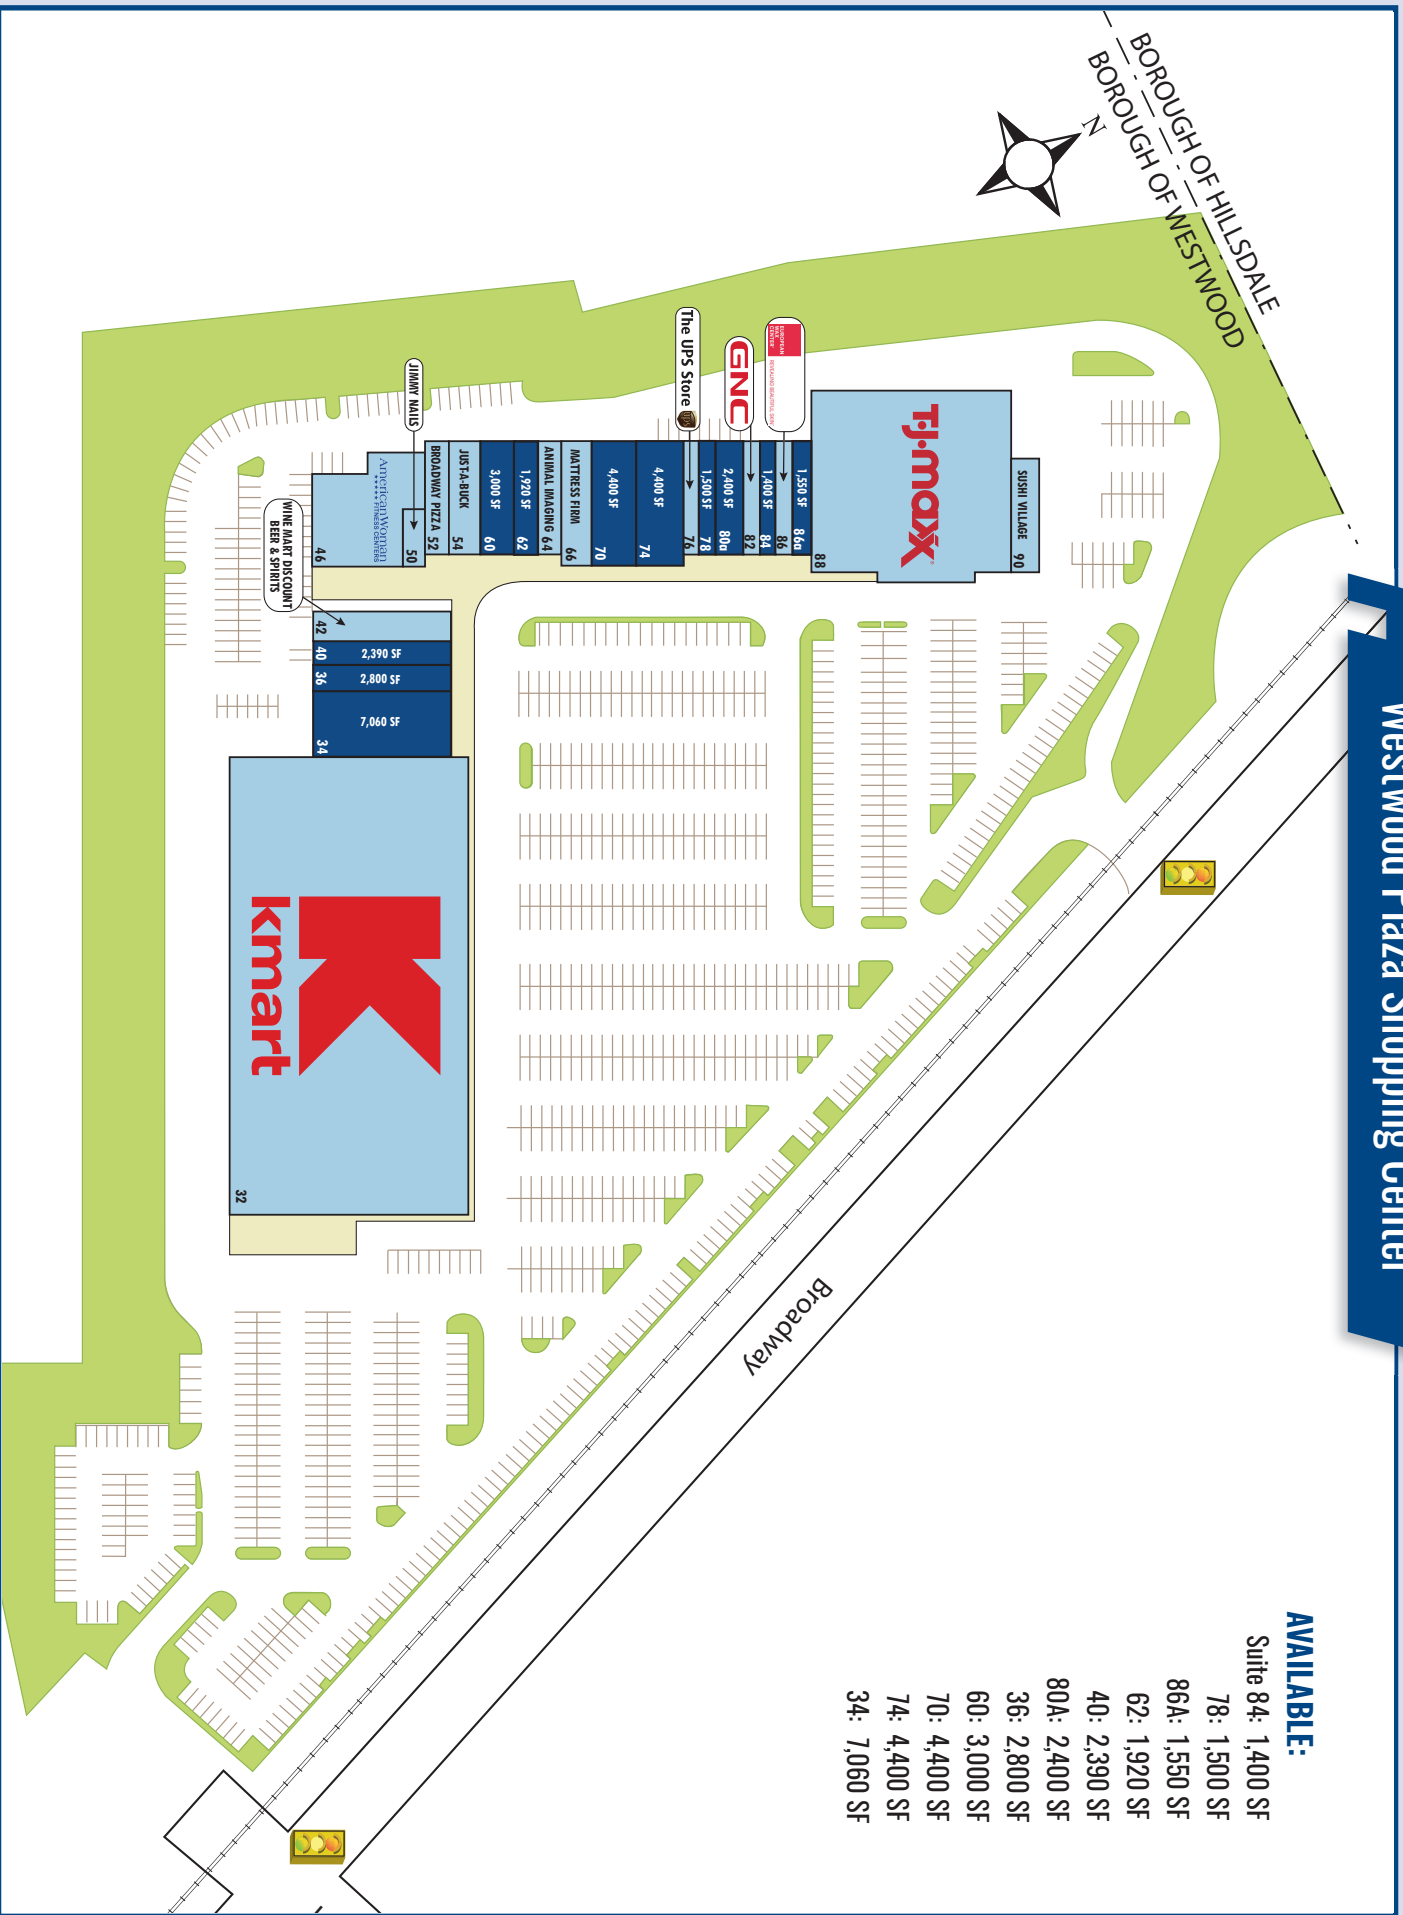 Westwood Plaza Shopping Center
BOROUGH OF HILLSDALE
BOROUGH OF WESTWOOD
N
SUSHI VILLAGE 90
T·J·maxx®
88
1,550 SF 86a
EUROPEAN
WAX
CENTER
REVEALING BEAUTIFUL SKIN
86
1,400 SF 84
GNC
82
2,400 SF 80a
1,500 SF 78
The UPS Store
76
4,400 SF 74
4,400 SF 70
MATTRESS FIRM 66
ANIMAL IMAGING 64
1,920 SF 62
3,000 SF 60
JUST-A-BUCK 54
BROADWAY PIZZA 52
JIMMY NAILS
50
AmericanWoman
FITNESS CENTERS
46
WINE MART DISCOUNT
BEER & SPIRITS
42
40 2,390 SF
36 2,800 SF
34 7,060 SF
kmart
32
Broadway
AVAILABLE:
Suite 84: 1,400 SF
78: 1,500 SF
86A: 1,550 SF
62: 1,920 SF
40: 2,390 SF
80A: 2,400 SF
36: 2,800 SF
60: 3,000 SF
70: 4,400 SF
74: 4,400 SF
34: 7,060 SF